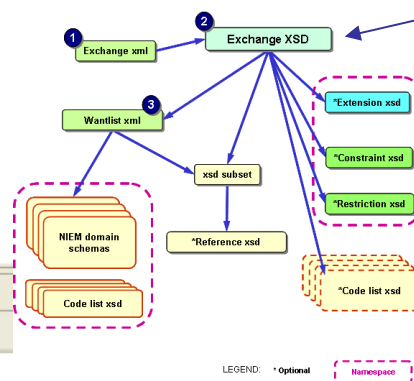 2
1
Exchange XSD
Exchange xml
3
*Extension xsd
Wantlist xml
*Constraint xsd
xsd subset
*Restriction xsd
NIEM domain
schemas
*Reference xsd
Code list xsd
*Code list xsd
LEGEND: * Optional
Namespace